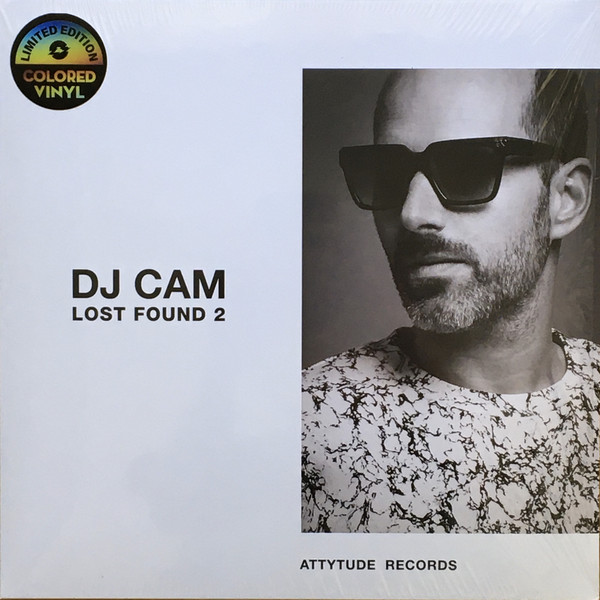 LIMITED EDITION
COLORED
VINYL
DJ CAM
LOST FOUND 2
ATTYTUDE RECORDS